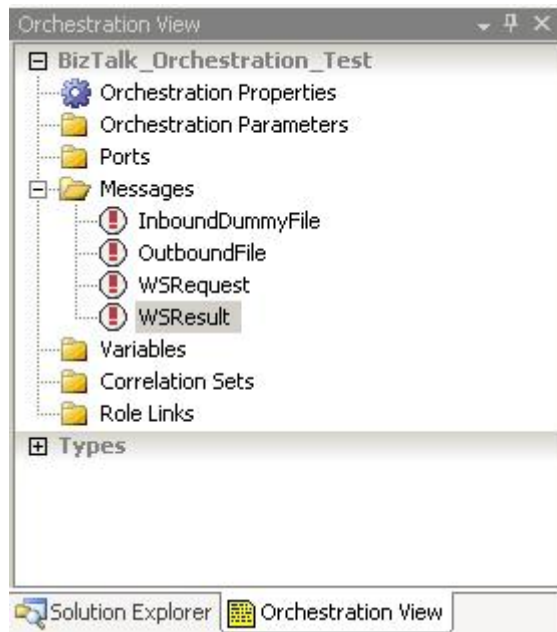 Orchestration View
BizTalk_Orchestration_Test
Orchestration Properties
Orchestration Parameters
Ports
Messages
InboundDummyFile
OutboundFile
WSRequest
WSResult
Variables
Correlation Sets
Role Links
Types
Solution Explorer Orchestration View